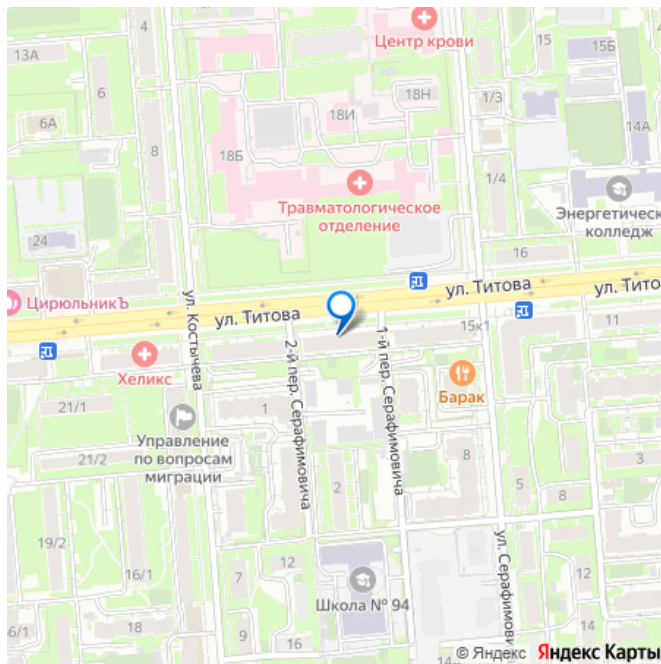 4
Центр крови
15
15Б
13А
6
18Н
1/3
6А
18И
14А
8
18Б
1/4
Травматологическое
отделение
Энергетическ
колледж
24
16
ЦирюльникЪ
ул. Титова
ул. Тито
ул. Титова
15к1
11
ул. Костычева
2-й пер. Серафимовича
1-й пер. Серафимовича
Хеликс
Барак
21/1
1
Управление
по вопросам
миграции
21/2
8
3
2
5
8
19/2
12
12
16/1
7
Школа № 94
ул. Серафимови
6/1
9
16
14
© Яндекс Яндекс Карты